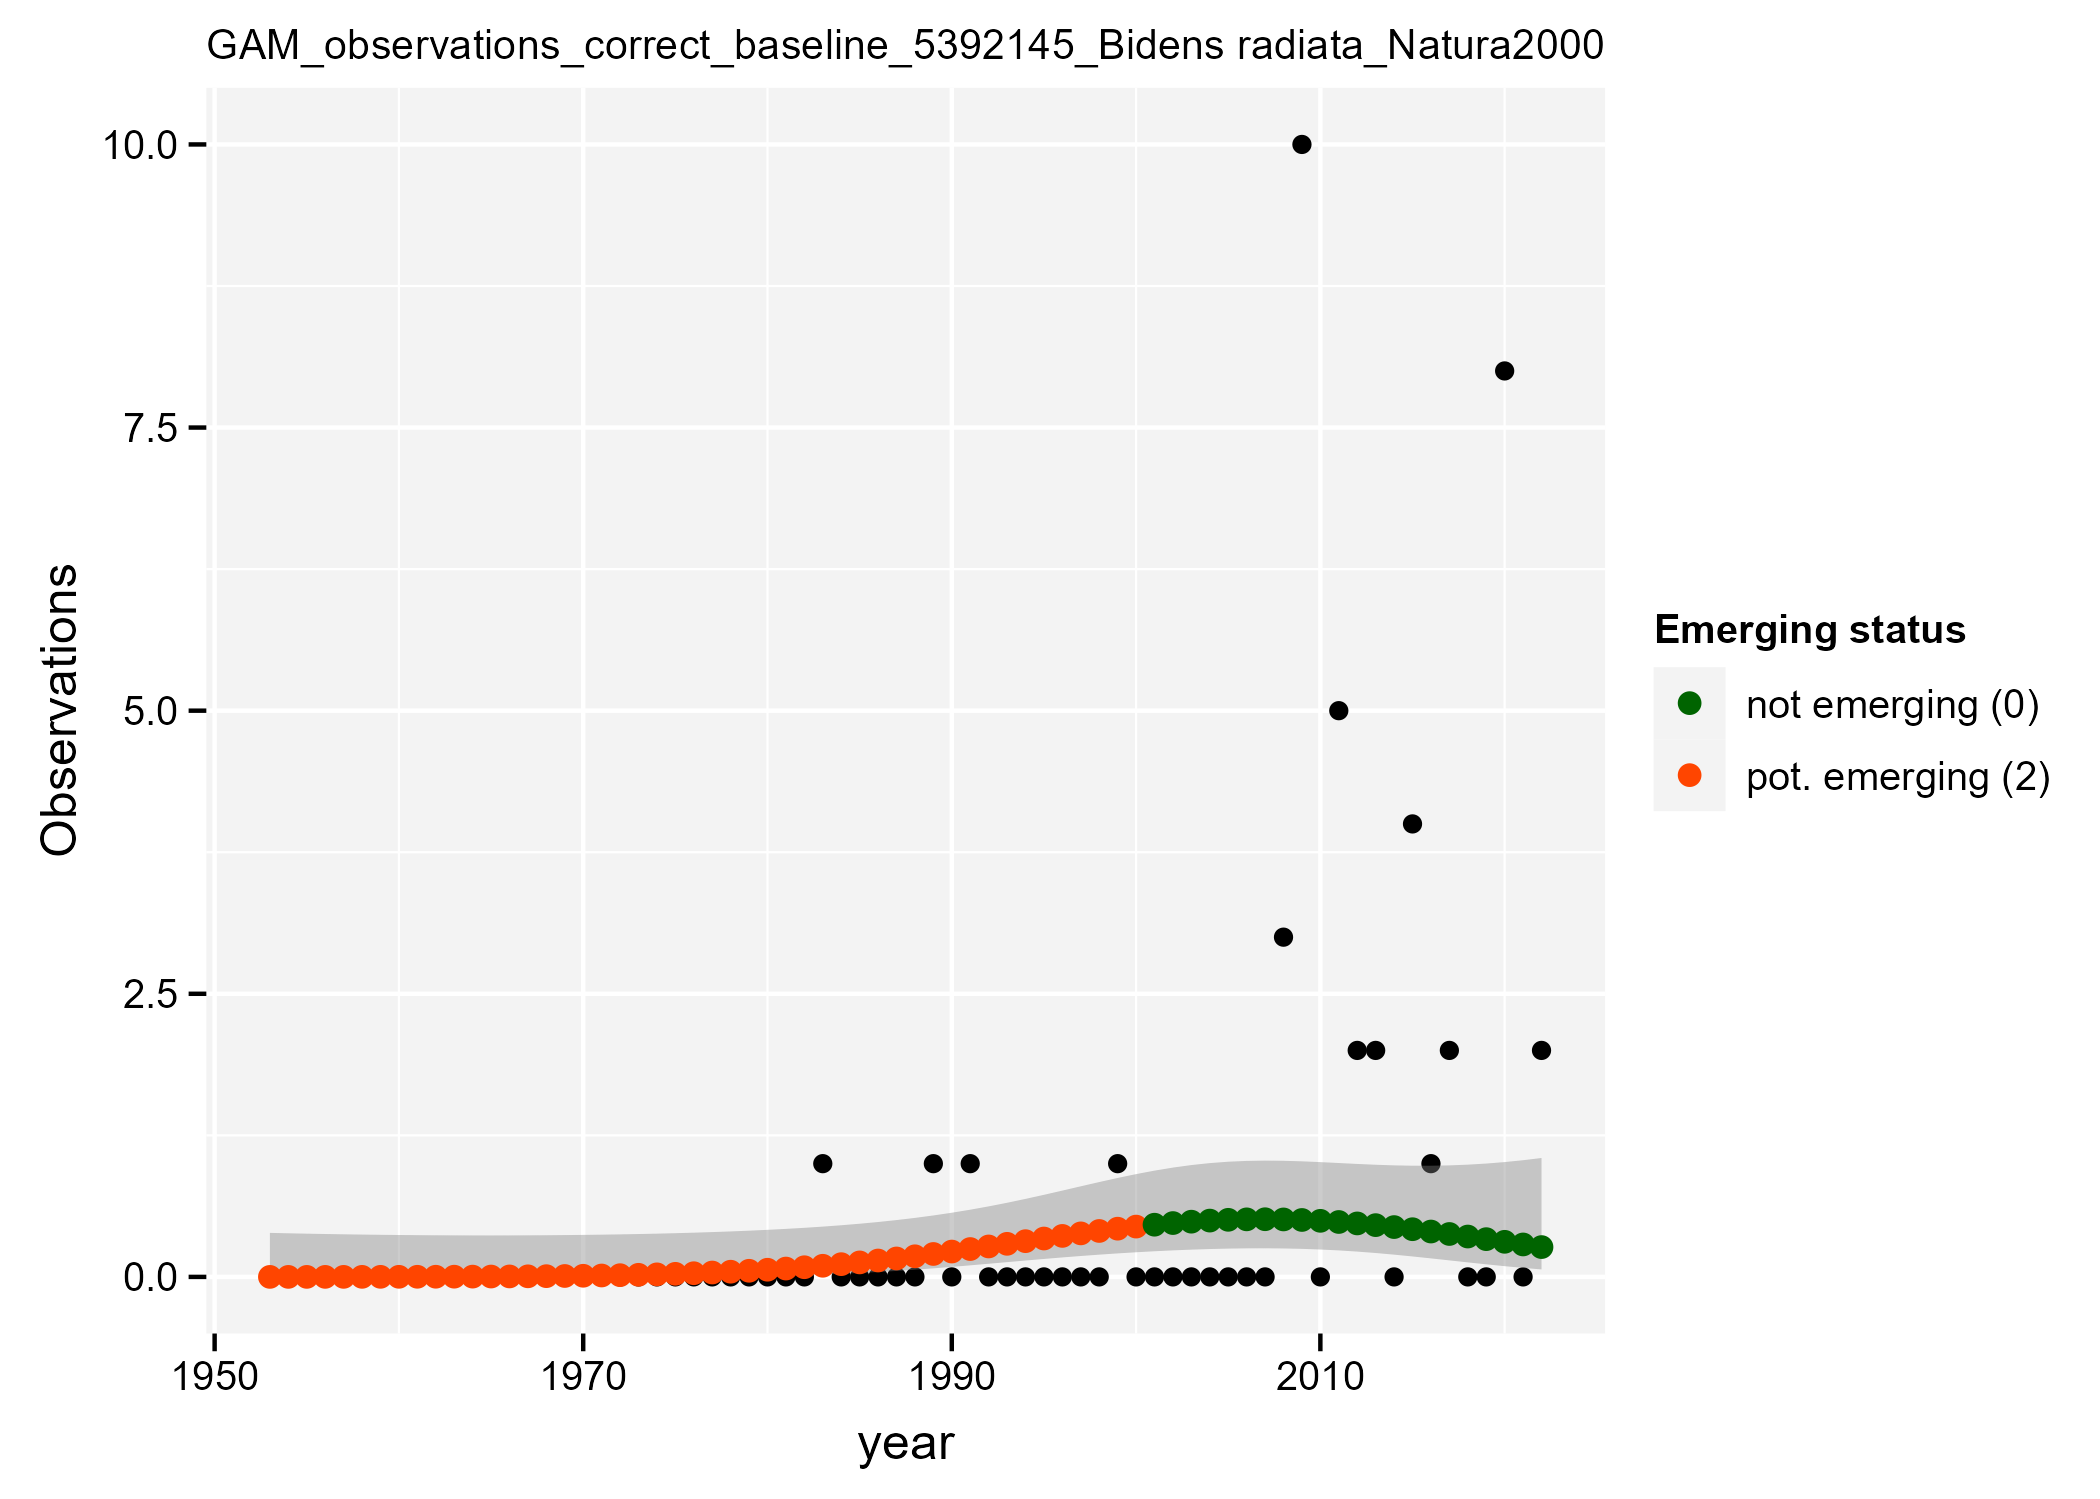 GAM_observations_correct_baseline_5392145_Bidens radiata_Natura2000
10.0
7.5
5.0
2.5
0.0
Observations
1950
1970
1990
2010
year
Emerging status
not emerging (0)
pot. emerging (2)